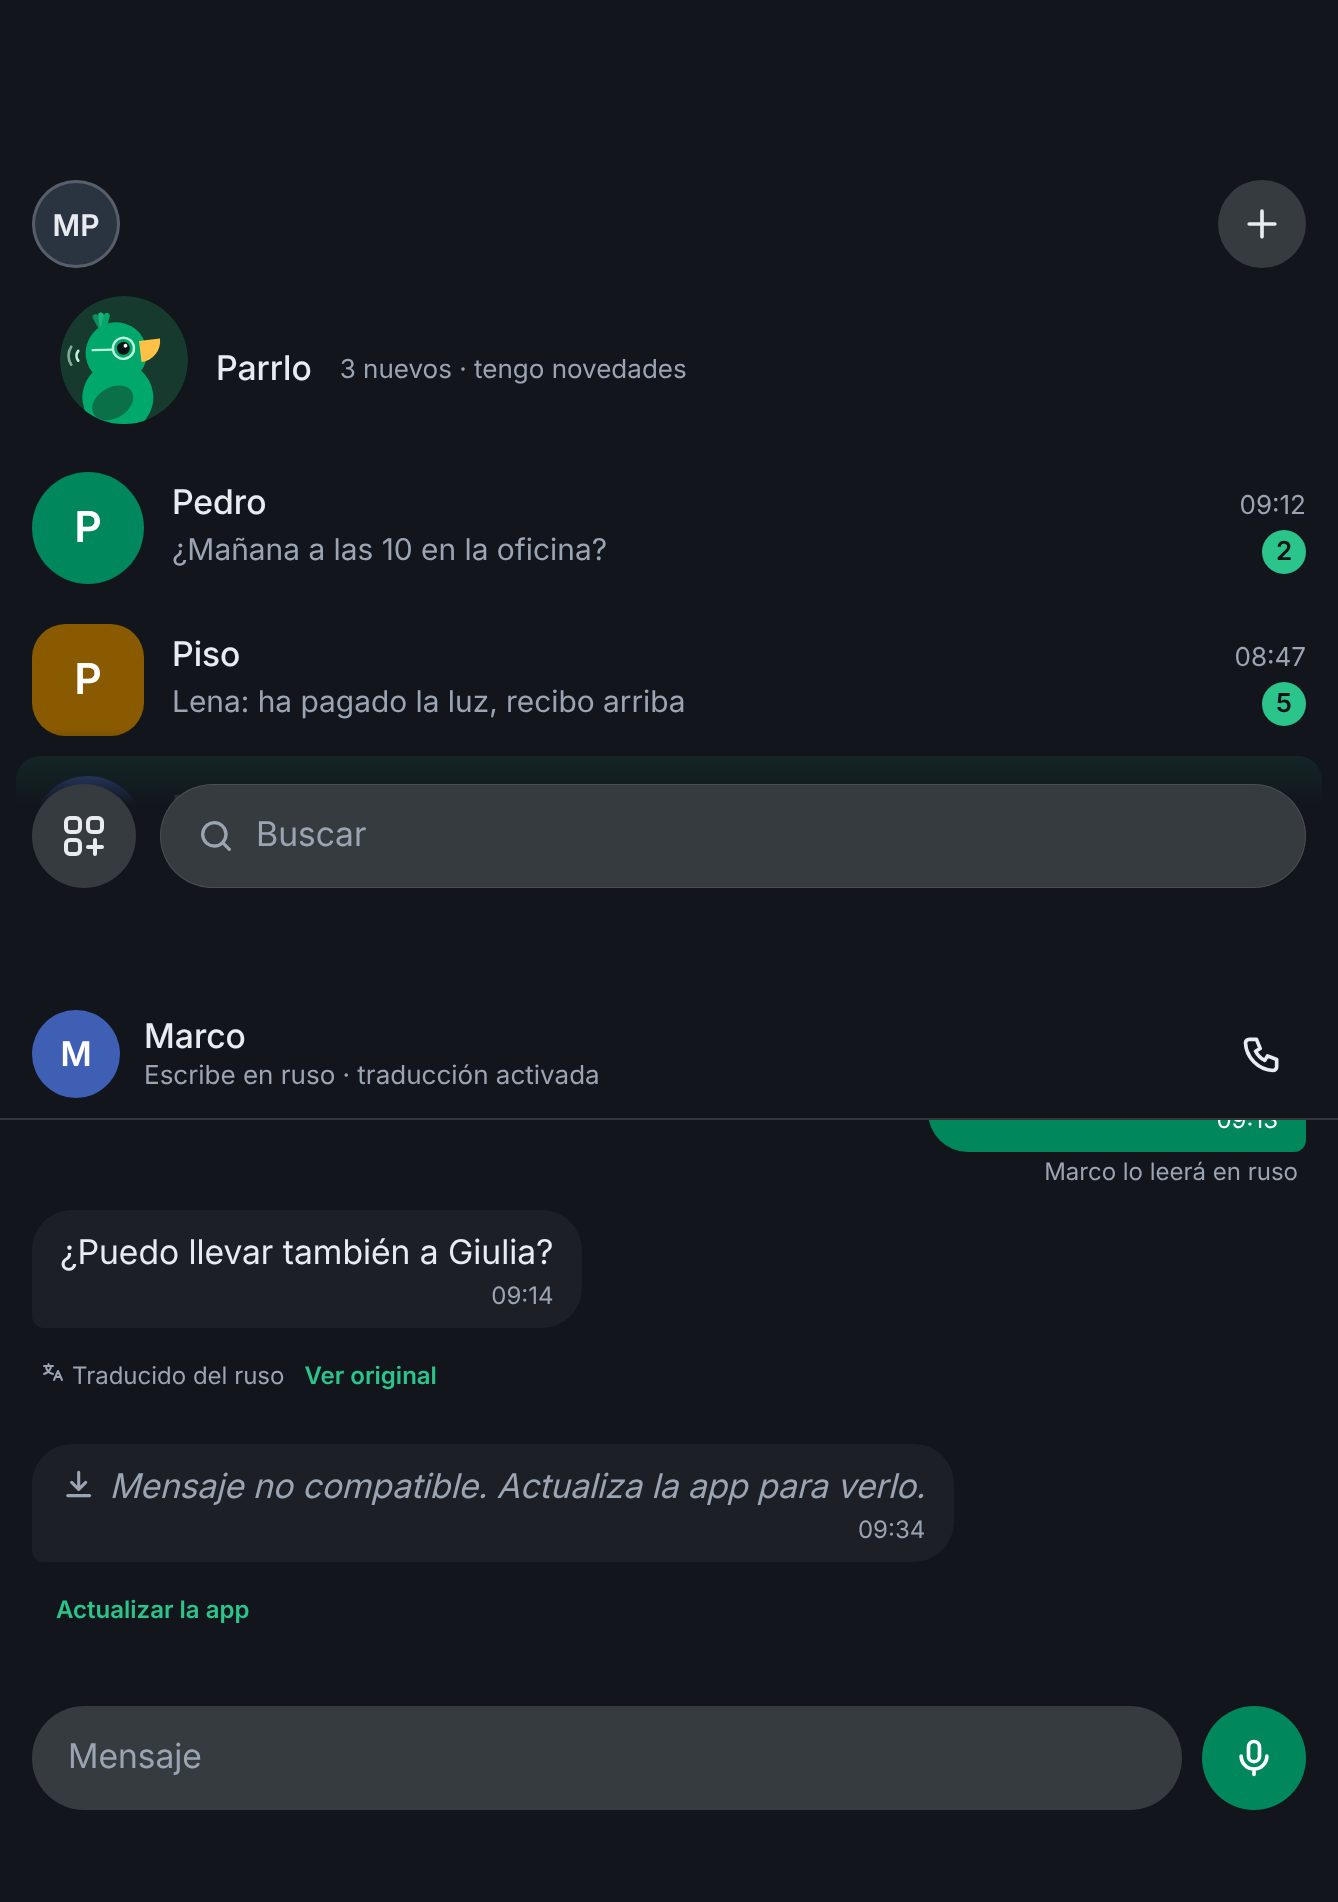 MP
Parrlo 3 nuevos · tengo novedades
P
Pedro
09:12
¿Mañana a las 10 en la oficina?
2
P
Piso
08:47
Lena: ha pagado la luz, recibo arriba
5
Buscar
M
Marco
Escribe en ruso · traducción activada
Marco lo leerá en ruso
¿Puedo llevar también a Giulia?
09:14
Traducido del ruso Ver original
Mensaje no compatible. Actualiza la app para verlo.
09:34
Actualizar la app
Mensaje